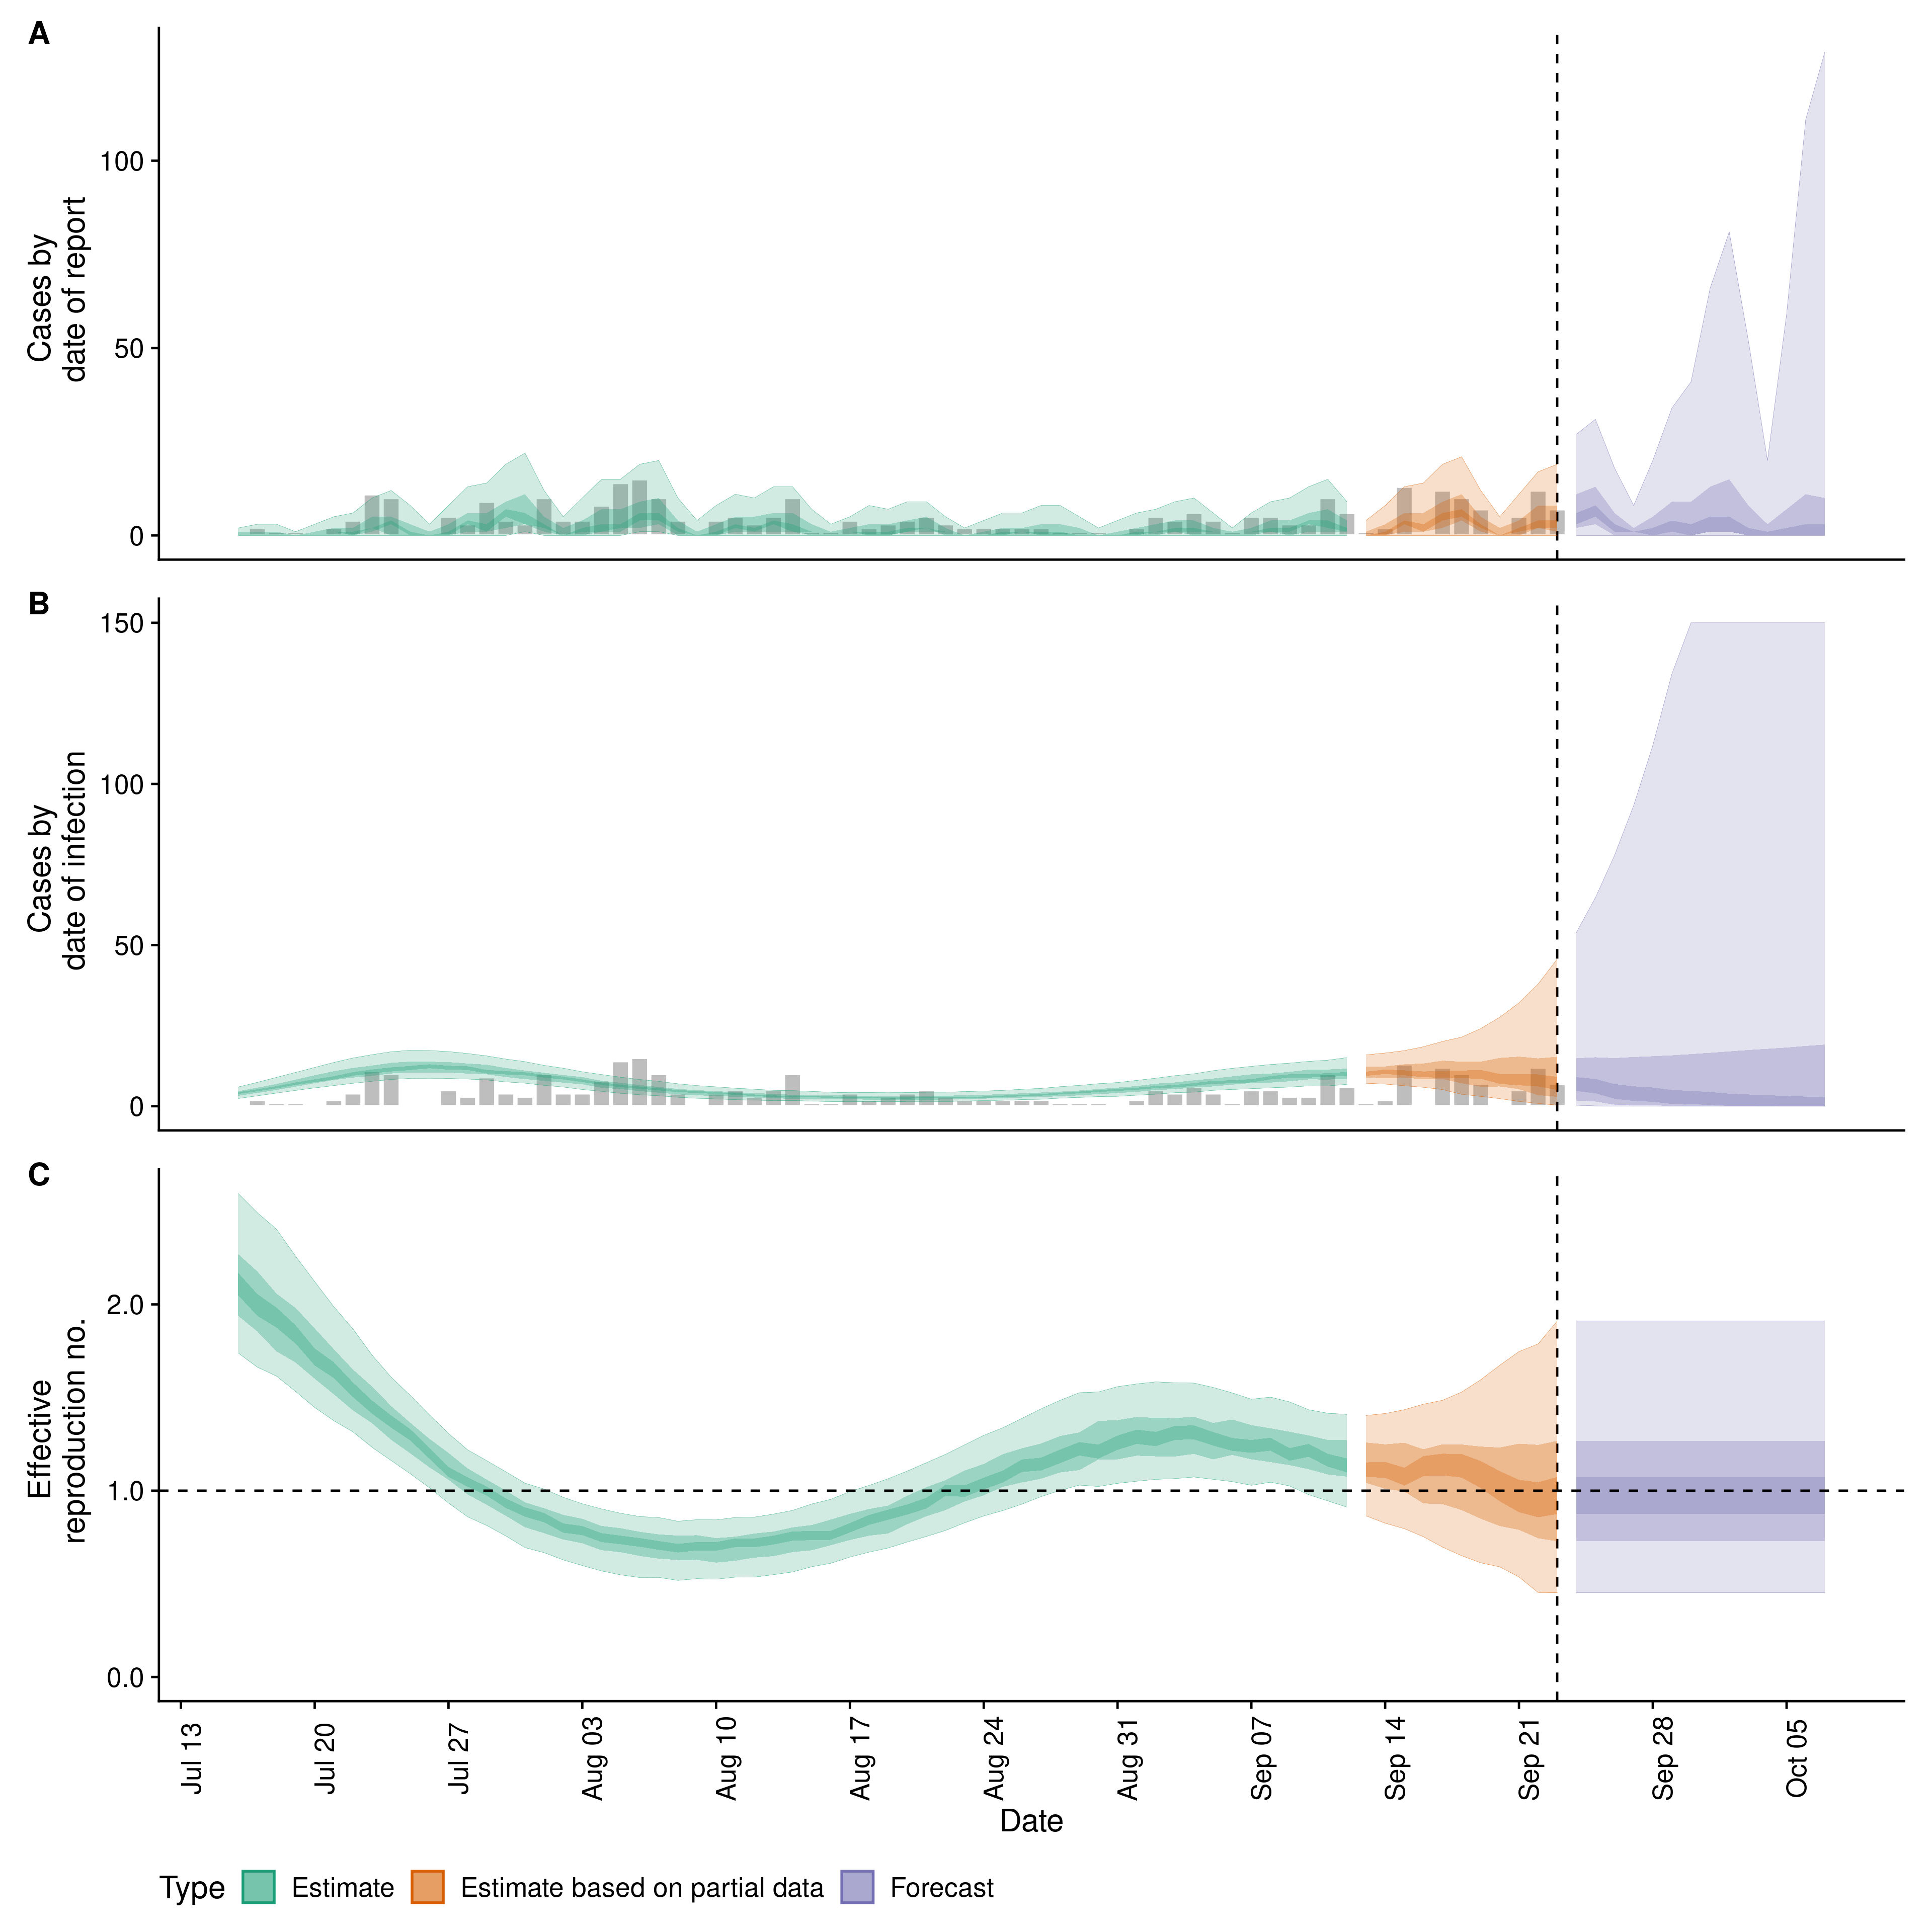 A
Cases by
date of report
100
50
0
B
Cases by
date of infection
150
100
50
0
C
Effective
reproduction no.
2.0
1.0
0.0
Jul 13
Jul 20
Jul 27
Aug 03
Aug 10
Aug 17
Aug 24
Aug 31
Sep 07
Sep 14
Sep 21
Sep 28
Oct 05
Date
Type Estimate Estimate based on partial data Forecast